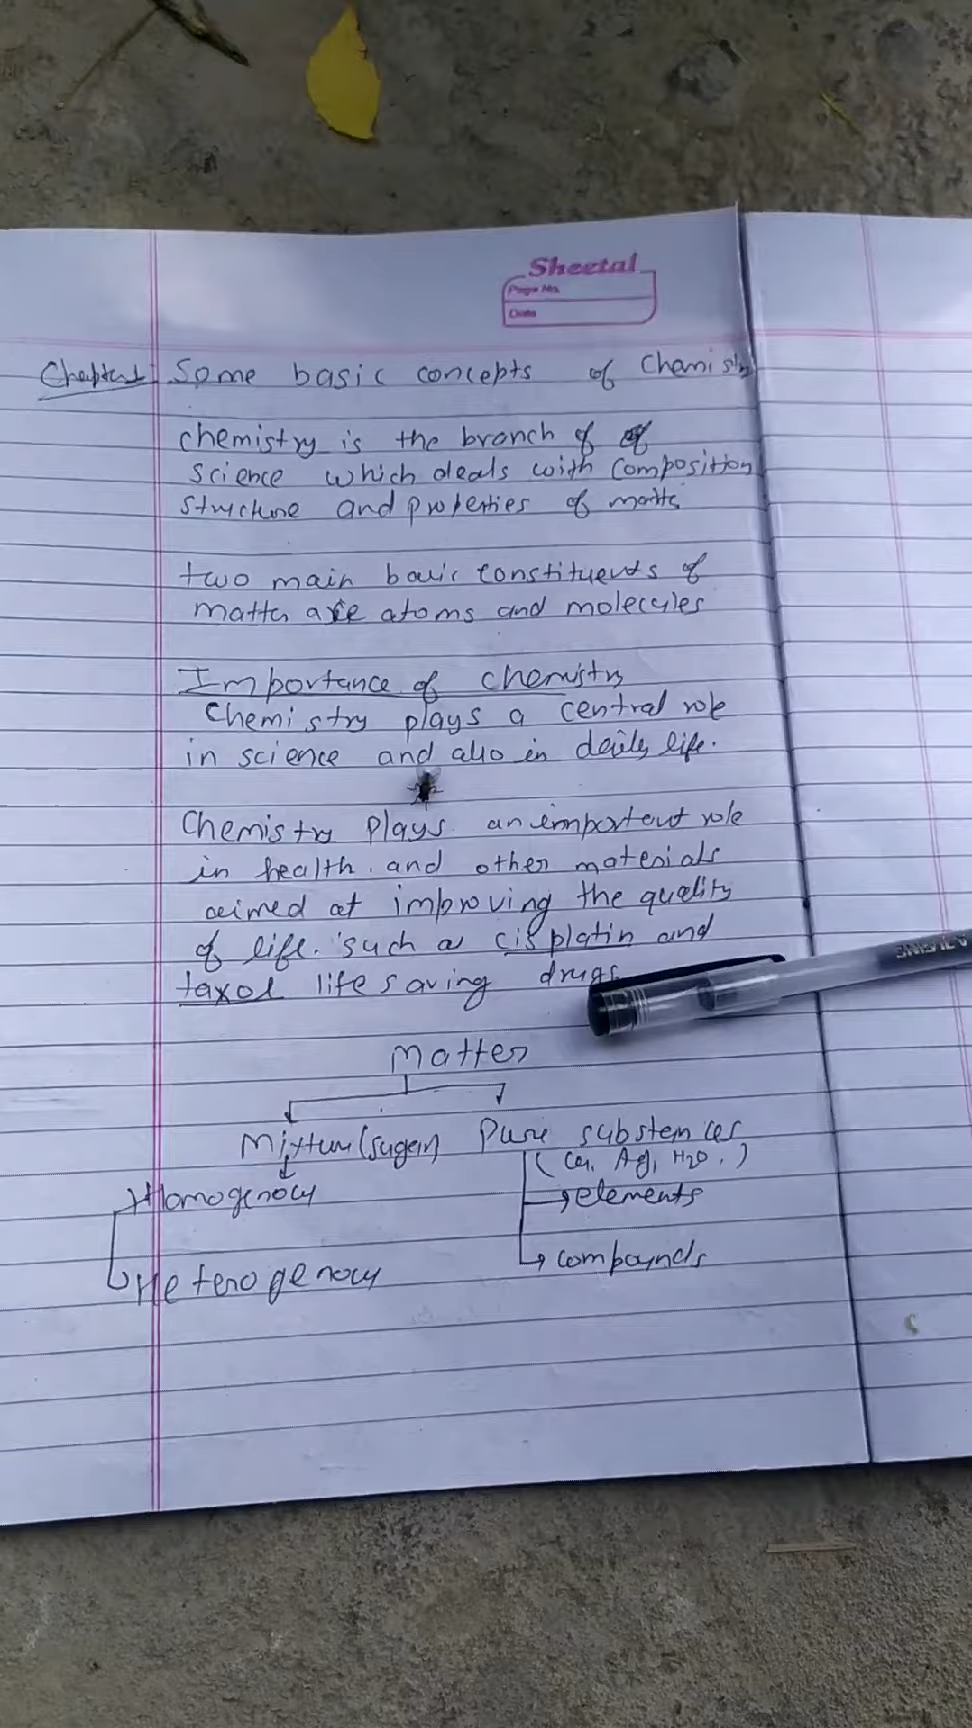 Sheetal
Page No.
Date
Chapter 1 Some basic concepts of Chemistry
chemistry is the branch of of
science which deals with composition
structure and properties of matter
two main basic constituents of
matter are atoms and molecules
Importance of chemistry
Chemistry plays a central role
in science and also in daily life.
Chemistry plays an important role
in health and other materials
aimed at improving the quality
of life. such a cisplatin and
taxol life saving drugs
Matter
Mixture (sugar) Pure substances
( Ca, Ag, H2O, )
Homogenous
elements
compounds
Heterogenous